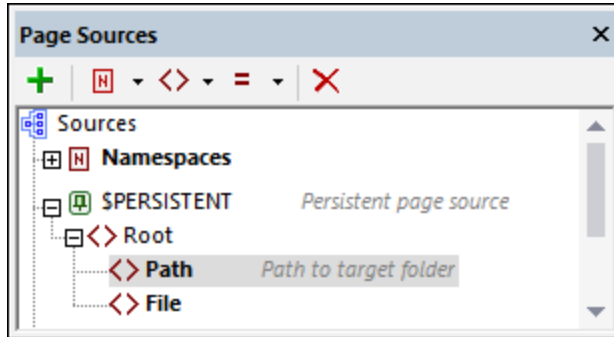 Page Sources
Sources
Namespaces
$PERSISTENT Persistent page source
Root
Path Path to target folder
File